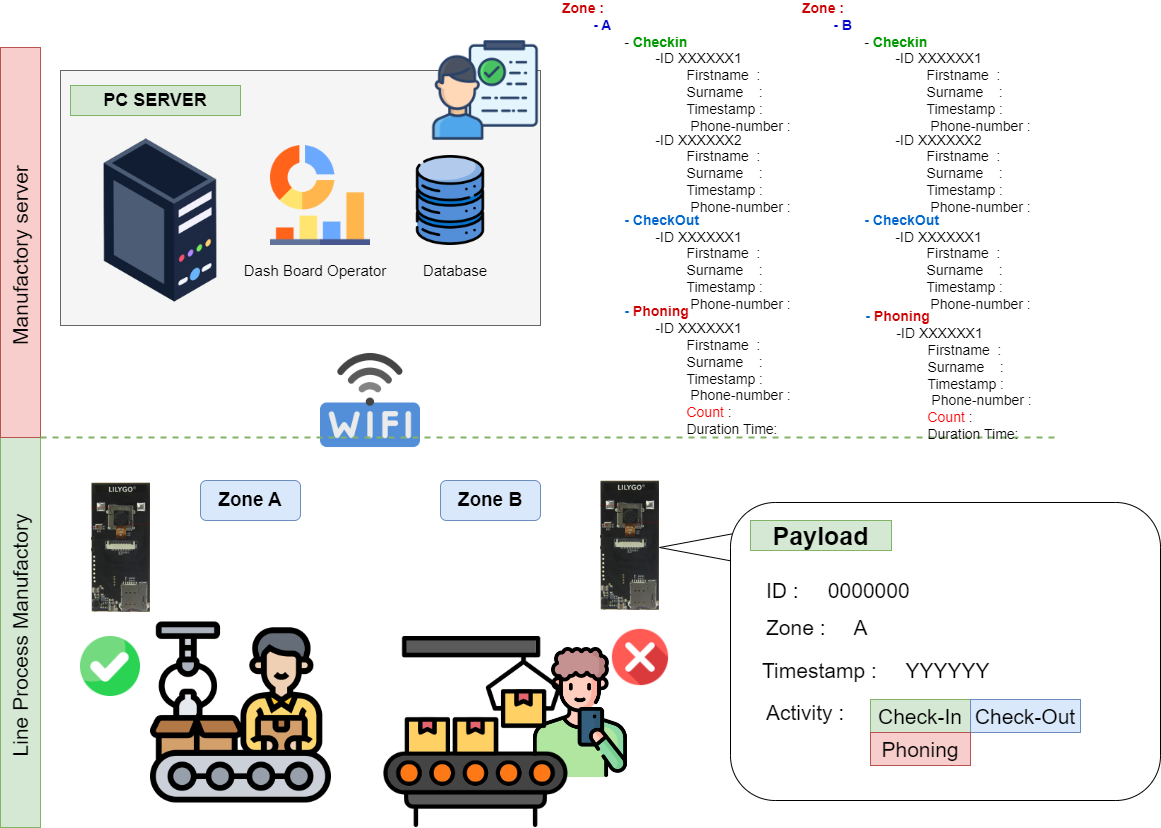 Manufactory server
PC SERVER
Dash Board Operator
Database
WIFI
Zone :
- A
- Checkin
-ID XXXXXX1
Firstname :
Surname :
Timestamp :
Phone-number :
-ID XXXXXX2
Firstname :
Surname :
Timestamp :
Phone-number :
- CheckOut
-ID XXXXXX1
Firstname :
Surname :
Timestamp :
Phone-number :
- Phoning
-ID XXXXXX1
Firstname :
Surname :
Timestamp :
Phone-number :
Count :
Duration Time:
Zone :
- B
- Checkin
-ID XXXXXX1
Firstname :
Surname :
Timestamp :
Phone-number :
-ID XXXXXX2
Firstname :
Surname :
Timestamp :
Phone-number :
- CheckOut
-ID XXXXXX1
Firstname :
Surname :
Timestamp :
Phone-number :
- Phoning
-ID XXXXXX1
Firstname :
Surname :
Timestamp :
Phone-number :
Count :
Duration Time:
Line Process Manufactory
LILYGO
Zone A
Zone B
LILYGO
Payload
ID : 0000000
Zone : A
Timestamp : YYYYYY
Activity : Check-In Check-Out
Phoning